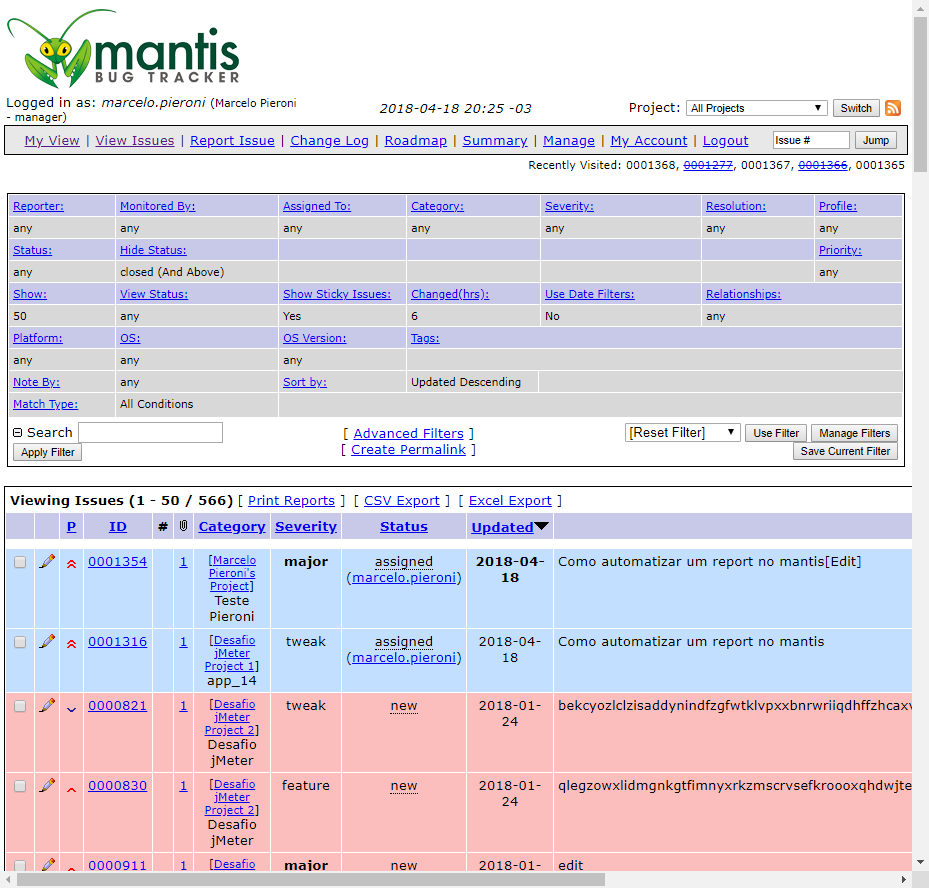 mantis
BUG TRACKER
Logged in as: marcelo.pieroni (Marcelo Pieroni - manager)
2018-04-18 20:25 -03
Project: All Projects Switch
My View | View Issues | Report Issue | Change Log | Roadmap | Summary | Manage | My Account | Logout Issue # Jump
Recently Visited: 0001368, 0001277, 0001367, 0001366, 0001365
Reporter: Monitored By: Assigned To: Category: Severity: Resolution: Profile:
any any any any any any any
Status: Hide Status: Priority:
any closed (And Above) any
Show: View Status: Show Sticky Issues: Changed(hrs): Use Date Filters: Relationships:
50 any Yes 6 No any
Platform: OS: OS Version: Tags:
any any any
Note By: any Sort by: Updated Descending
Match Type: All Conditions
Search [ Advanced Filters ] [Reset Filter] Use Filter Manage Filters
Apply Filter [ Create Permalink ] Save Current Filter
Viewing Issues (1 - 50 / 566) [ Print Reports ] [ CSV Export ] [ Excel Export ]
P ID # Category Severity Status Updated
0001354 1 [Marcelo Pieroni's Project] Teste Pieroni major assigned (marcelo.pieroni) 2018-04-18 Como automatizar um report no mantis[Edit]
0001316 1 [Desafio jMeter Project 1] app_14 tweak assigned (marcelo.pieroni) 2018-04-18 Como automatizar um report no mantis
0000821 1 [Desafio jMeter Project 2] Desafio jMeter tweak new 2018-01-24 bekcyozlclzisaddynindfzgfwtklvpxxbnrwriiqdhffzhcaxv
0000830 1 [Desafio jMeter Project 2] Desafio jMeter feature new 2018-01-24 qlegzowxlidmgnkgtfimnyxrkzmscrvsefkroooxqhdwjte
0000911 1 [Desafio major new 2018-01- edit